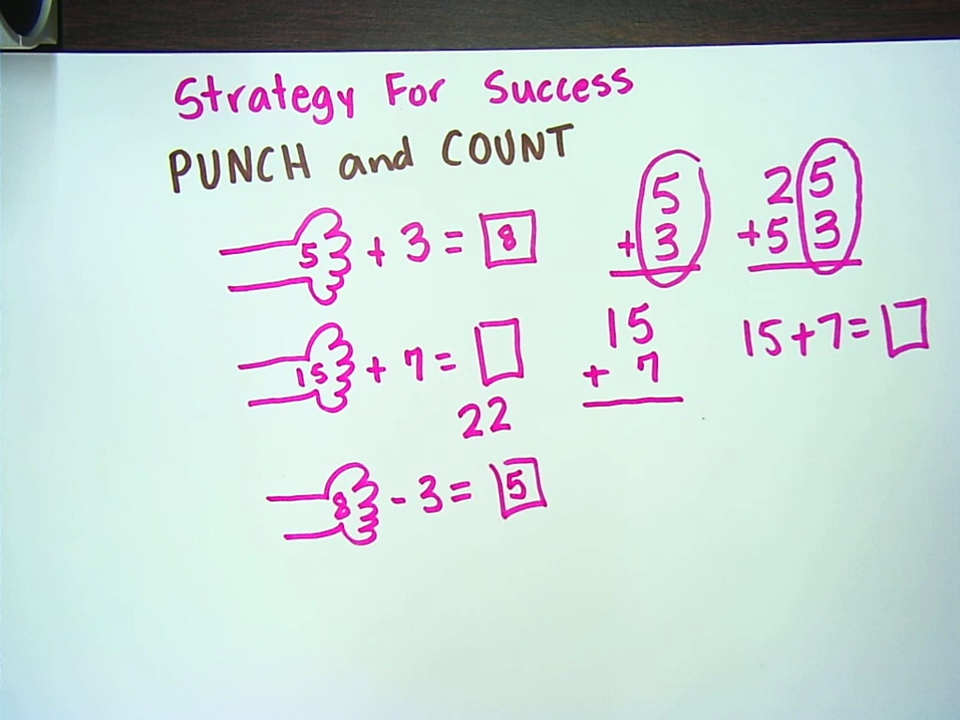 Strategy For Success
PUNCH and COUNT
5 + 3 = 8
5
+ 3
25
+53
15 + 7 =
22
15
+ 7
15+7=
8 - 3 = 5